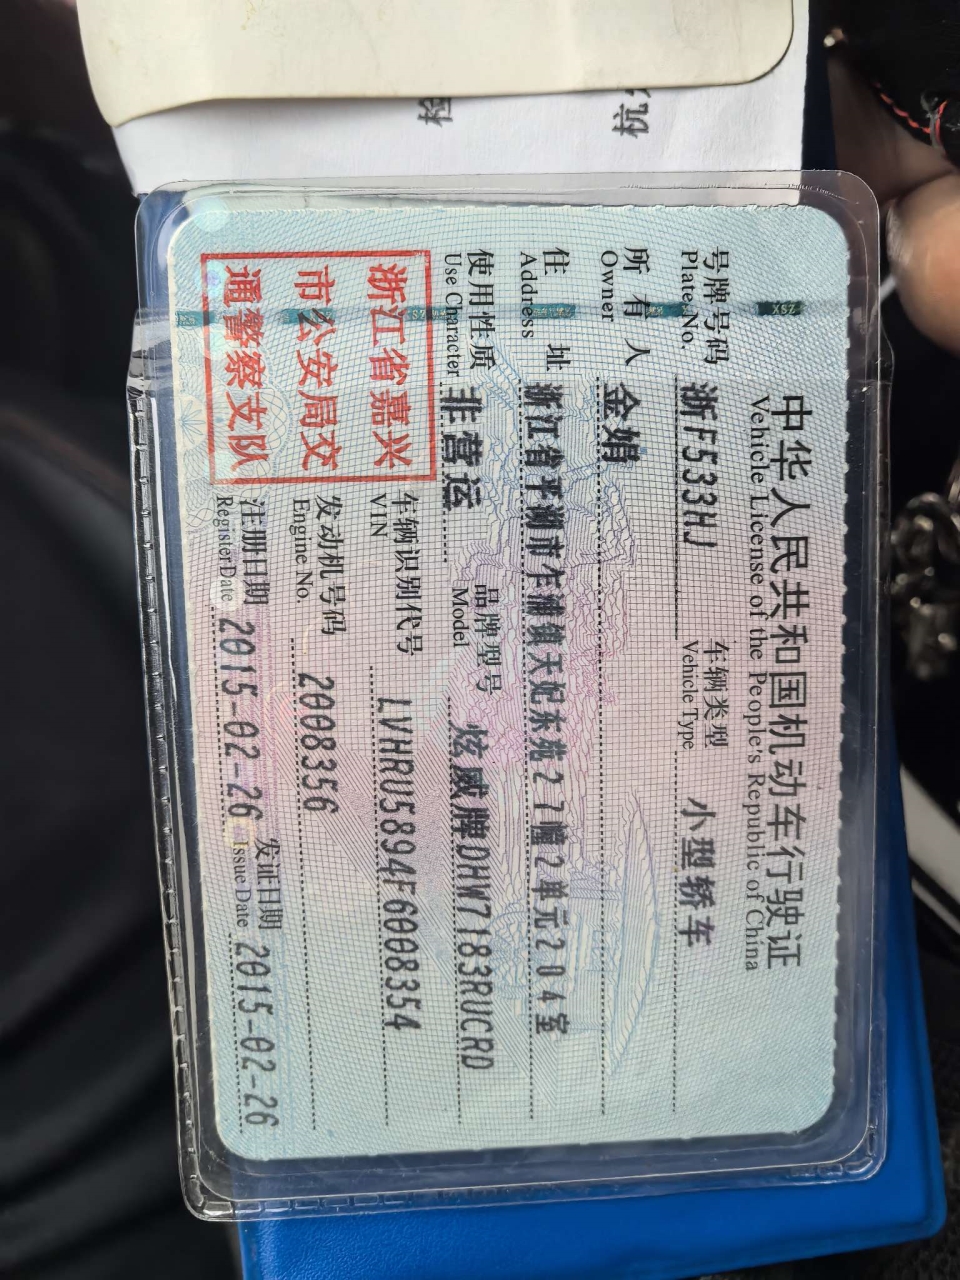 中华人民共和国机动车行驶证
Vehicle License of the People's Republic of China
号牌号码 浙F533HJ 车辆类型 小型轿车
Plate No. Vehicle Type
所有人 金娟
Owner
住址 浙江省平湖市乍浦镇天妃东苑27幢2单元204室
Address
使用性质 非营运 品牌型号 炫威牌DHW7183RUCRD
Use Character Model
浙江省嘉兴
市公安局交
通警察支队
车辆识别代号 LVHRU5894F6008354
VIN
发动机号码 2008356
Engine No.
注册日期 2015-02-26 发证日期 2015-02-26
Register Date Issue Date
XSZ
检
杭